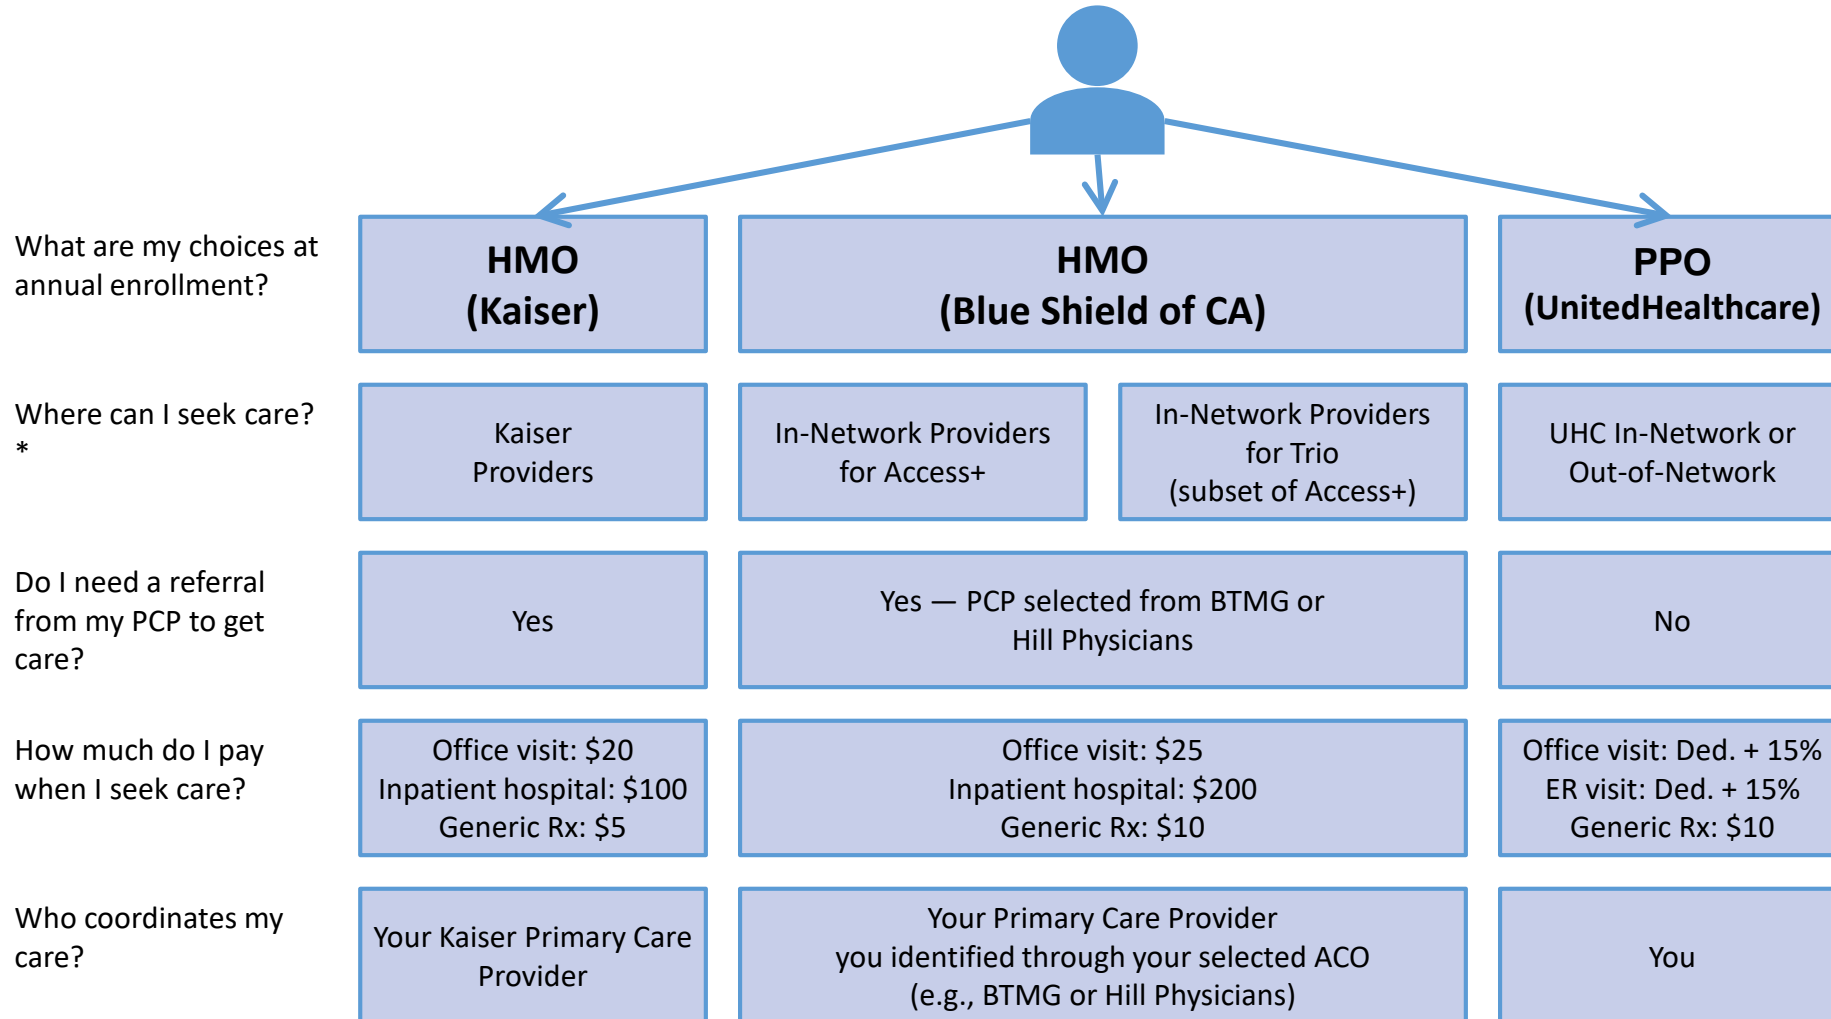 What are my choices at
annual enrollment?
HMO
(Kaiser)
HMO
(Blue Shield of CA)
PPO
(UnitedHealthcare)
Where can I seek care?
*
Kaiser
Providers
In-Network Providers
for Access+
In-Network Providers
for Trio
(subset of Access+)
UHC In-Network or
Out-of-Network
Do I need a referral
from my PCP to get
care?
Yes
Yes — PCP selected from BTMG or
Hill Physicians
No
How much do I pay
when I seek care?
Office visit: $20
Inpatient hospital: $100
Generic Rx: $5
Office visit: $25
Inpatient hospital: $200
Generic Rx: $10
Office visit: Ded. + 15%
ER visit: Ded. + 15%
Generic Rx: $10
Who coordinates my
care?
Your Kaiser Primary Care
Provider
Your Primary Care Provider
you identified through your selected ACO
(e.g., BTMG or Hill Physicians)
You